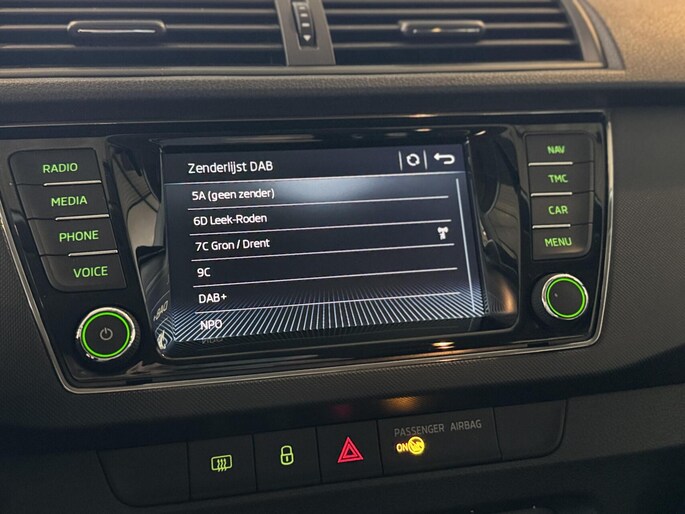 RADIO
MEDIA
PHONE
VOICE
Zenderlijst DAB
5A (geen zender)
6D Leek-Roden
7C Gron / Drent
9C
DAB+
NPO
NAV
TMC
CAR
MENU
PASSENGER AIRBAG
ON